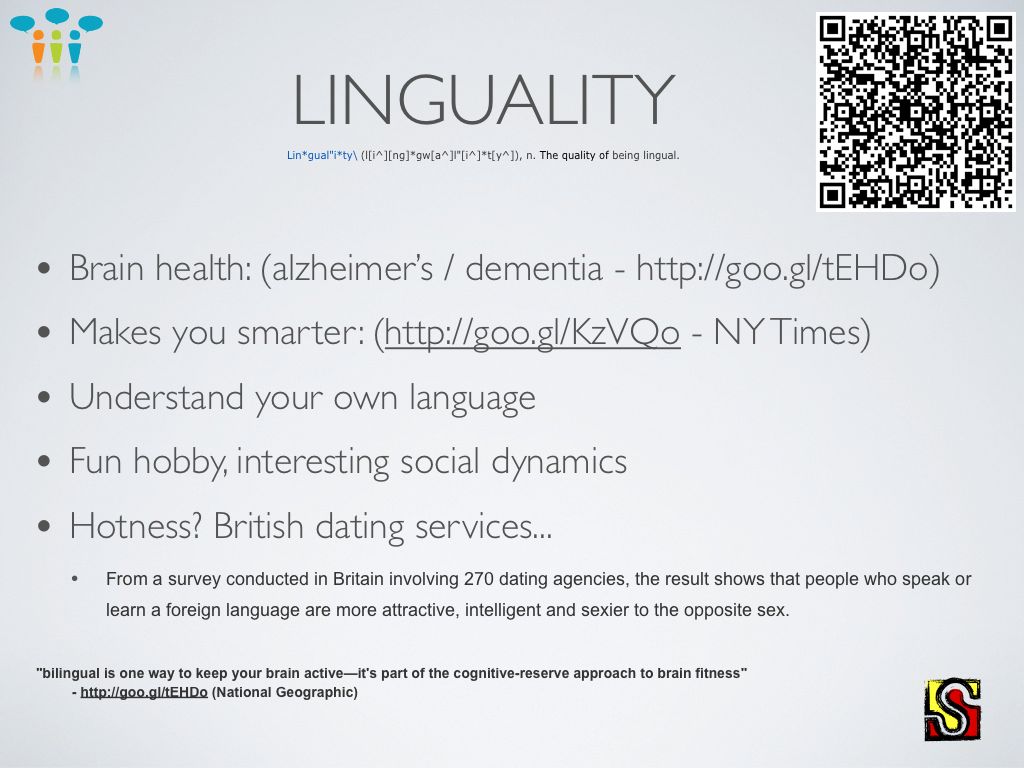 LINGUALITY
Lin*gual"i*ty\ (l[i^][ng]*gw[a^]l"[i^]*t[y^]), n. The quality of being lingual.
• Brain health: (alzheimer’s / dementia - http://goo.gl/tEHDo)
• Makes you smarter: (http://goo.gl/KzVQo - NY Times)
• Understand your own language
• Fun hobby, interesting social dynamics
• Hotness? British dating services...
• From a survey conducted in Britain involving 270 dating agencies, the result shows that people who speak or
learn a foreign language are more attractive, intelligent and sexier to the opposite sex.
"bilingual is one way to keep your brain active—it's part of the cognitive-reserve approach to brain fitness"
- http://goo.gl/tEHDo (National Geographic)
S